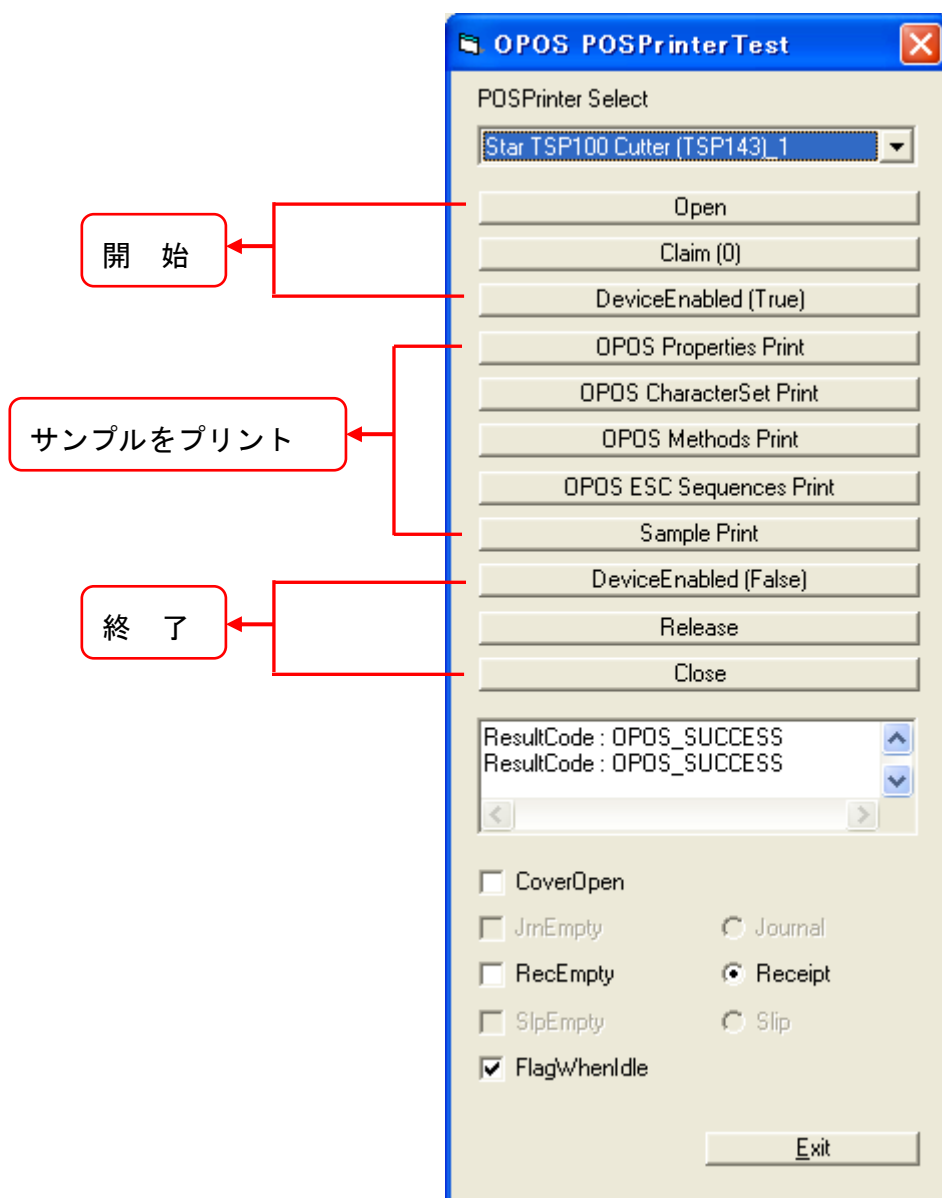 OPOS POSPrinterTest
POSPrinter Select
Star TSP100 Cutter (TSP143)_1
Open
Claim (0)
DeviceEnabled (True)
OPOS Properties Print
OPOS CharacterSet Print
OPOS Methods Print
OPOS ESC Sequences Print
Sample Print
DeviceEnabled (False)
Release
Close
開　始
サンプルをプリント
終　了
ResultCode : OPOS_SUCCESS
ResultCode : OPOS_SUCCESS
CoverOpen
JrnEmpty
Journal
RecEmpty
Receipt
SlpEmpty
Slip
FlagWhenIdle
Exit